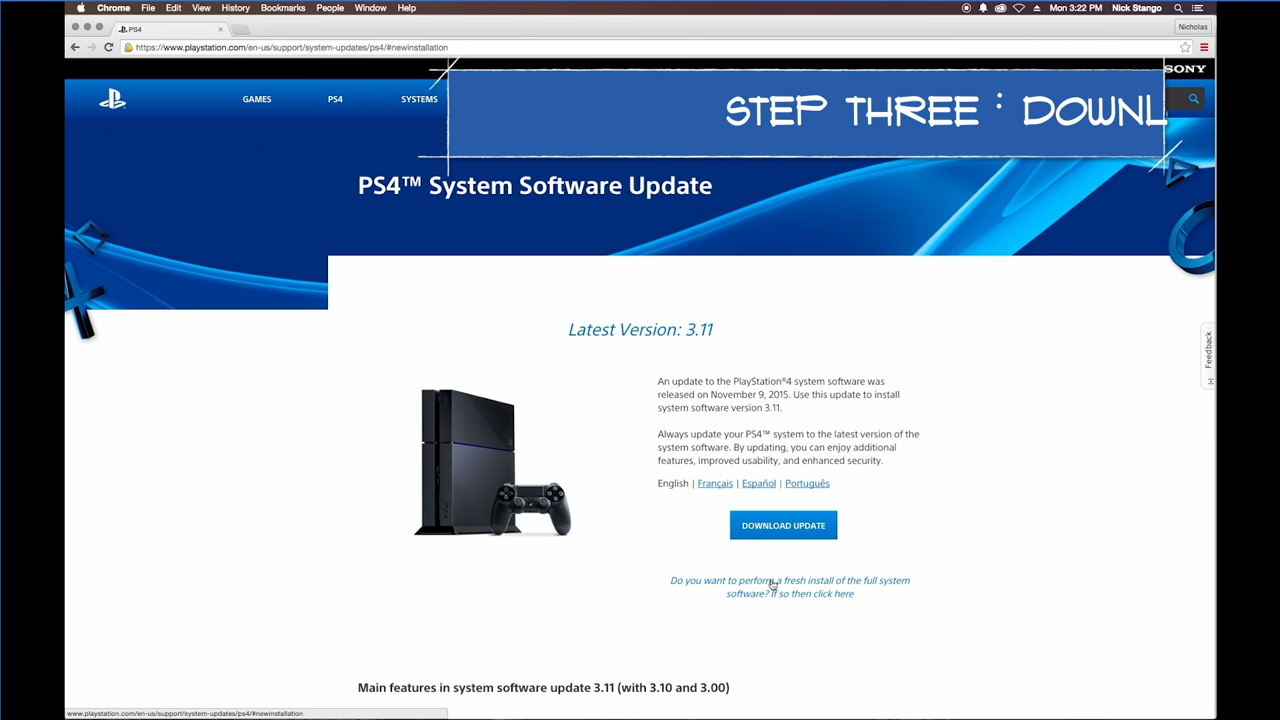 Chrome File Edit View History Bookmarks People Window Help Mon 3:22 PM Nick Stango
PS4 Nicholas
https://www.playstation.com/en-us/support/system-updates/ps4/#newinstallation
SONY
GAMES PS4 SYSTEMS
STEP THREE : DOWNL
PS4™ System Software Update
Latest Version: 3.11
Feedback
[+]
An update to the PlayStation®4 system software was
released on November 9, 2015. Use this update to install
system software version 3.11.
Always update your PS4™ system to the latest version of the
system software. By updating, you can enjoy additional
features, improved usability, and enhanced security.
English | Français | Español | Português
DOWNLOAD UPDATE
Do you want to perform a fresh install of the full system
software? If so then click here
PS4
Main features in system software update 3.11 (with 3.10 and 3.00)
www.playstation.com/en-us/support/system-updates/ps4/#newinstallation